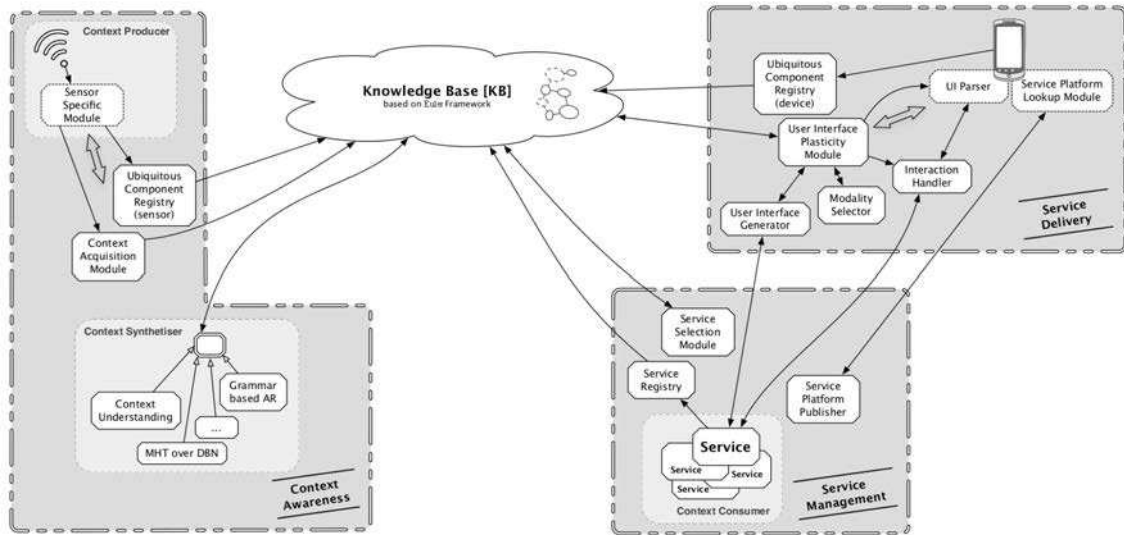 Context Producer
Sensor
Specific
Module
Ubiquitous
Component
Registry
(sensor)
Context
Acquisition
Module
Knowledge Base [KB]
based on Euler Framework
Ubiquitous
Component
Registry
(device)
UI Parser
Service Platform
Lookup Module
User Interface
Plasticity
Module
Interaction
Handler
Modality
Selector
User Interface
Generator
Service
Delivery
Context Synthetiser
Grammar
based AR
Context
Understanding
...
MHT over DBN
Context
Awareness
Service
Selection
Module
Service
Registry
Service
Platform
Publisher
Service
Service
Service
Service
Context Consumer
Service
Management